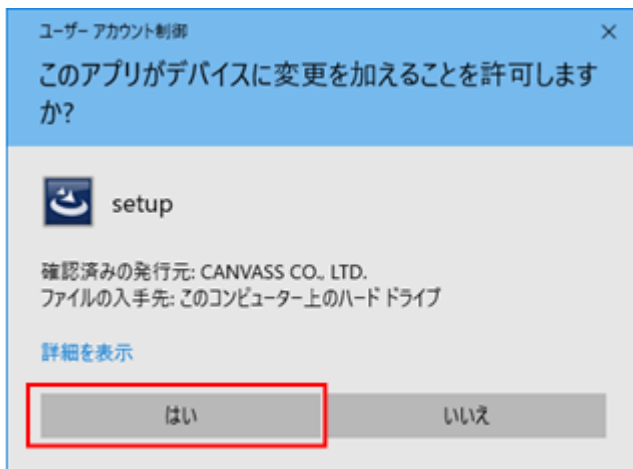 ユーザー アカウント制御
このアプリがデバイスに変更を加えることを許可します
か?
setup
確認済みの発行元: CANVASS CO., LTD.
ファイルの入手先: このコンピューター上のハード ドライブ
詳細を表示
はい
いいえ